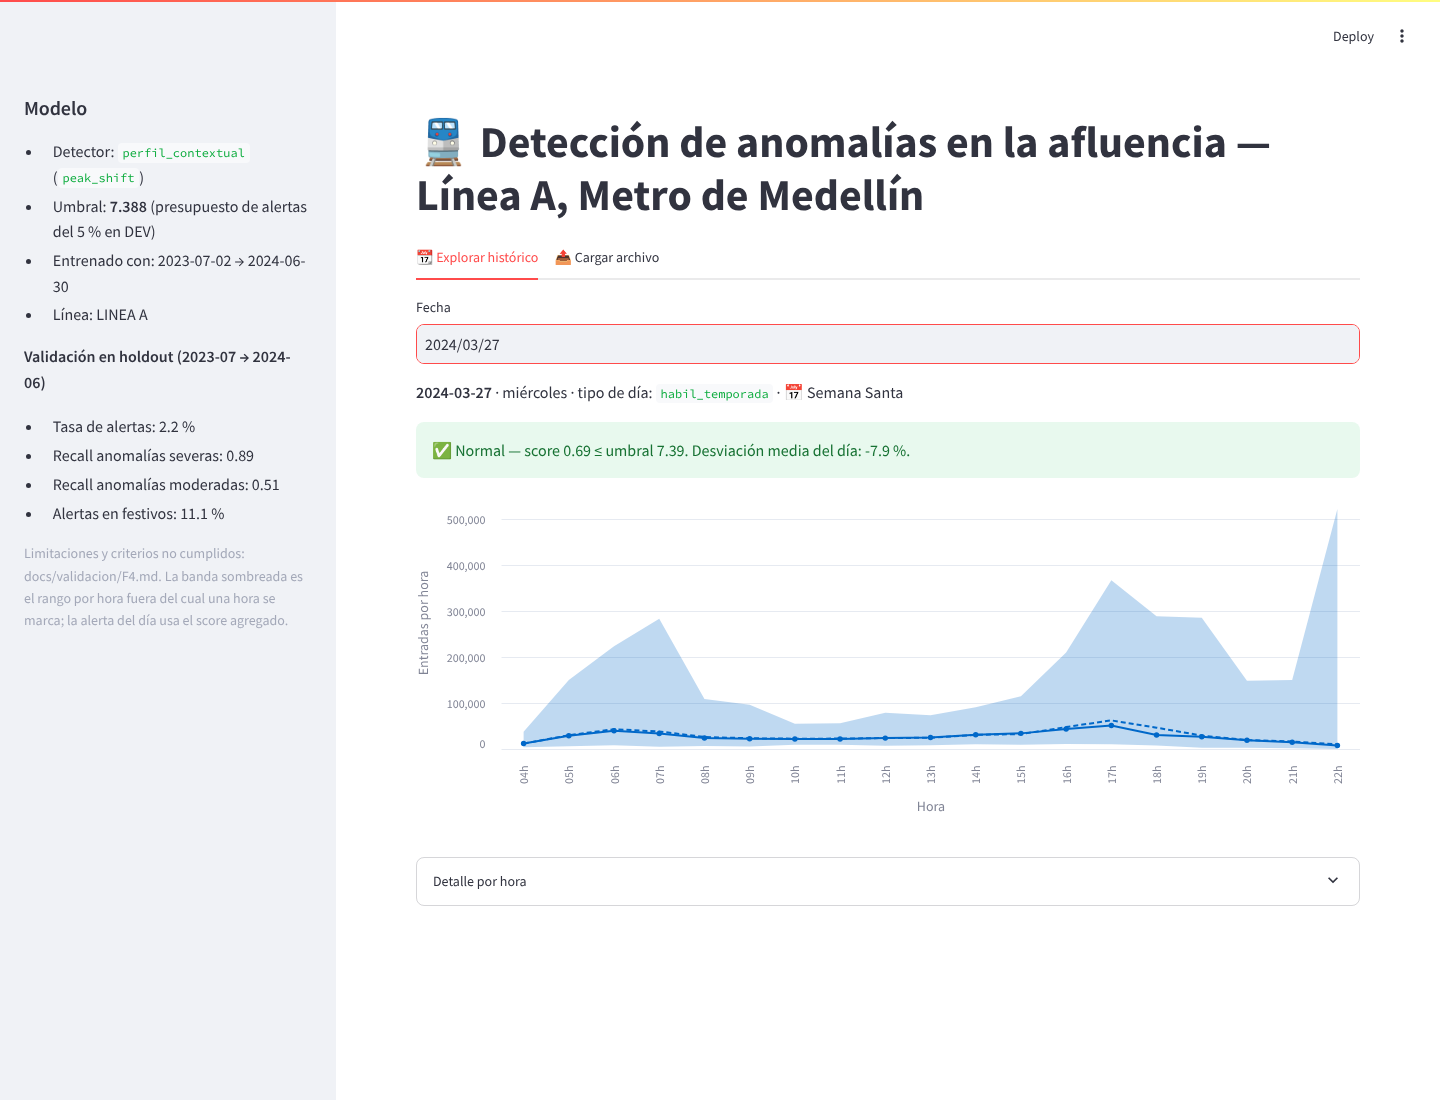 Deploy
Modelo
Detector: perfil_contextual
( peak_shift )
Umbral: 7.388 (presupuesto de alertas
del 5 % en DEV)
Entrenado con: 2023-07-02 → 2024-06-
30
Línea: LINEA A
Validación en holdout (2023-07 → 2024-
06)
Tasa de alertas: 2.2 %
Recall anomalías severas: 0.89
Recall anomalías moderadas: 0.51
Alertas en festivos: 11.1 %
Limitaciones y criterios no cumplidos:
docs/validacion/F4.md. La banda sombreada es
el rango por hora fuera del cual una hora se
marca; la alerta del día usa el score agregado.
Detección de anomalías en la afluencia —
Línea A, Metro de Medellín
Explorar histórico
Cargar archivo
Fecha
2024/03/27
2024-03-27 · miércoles · tipo de día: habil_temporada · 📅 Semana Santa
✅ Normal — score 0.69 ≤ umbral 7.39. Desviación media del día: -7.9 %.
Entradas por hora
500,000
400,000
300,000
200,000
100,000
0
04h 05h 06h 07h 08h 09h 10h 11h 12h 13h 14h 15h 16h 17h 18h 19h 20h 21h 22h
Hora
Detalle por hora